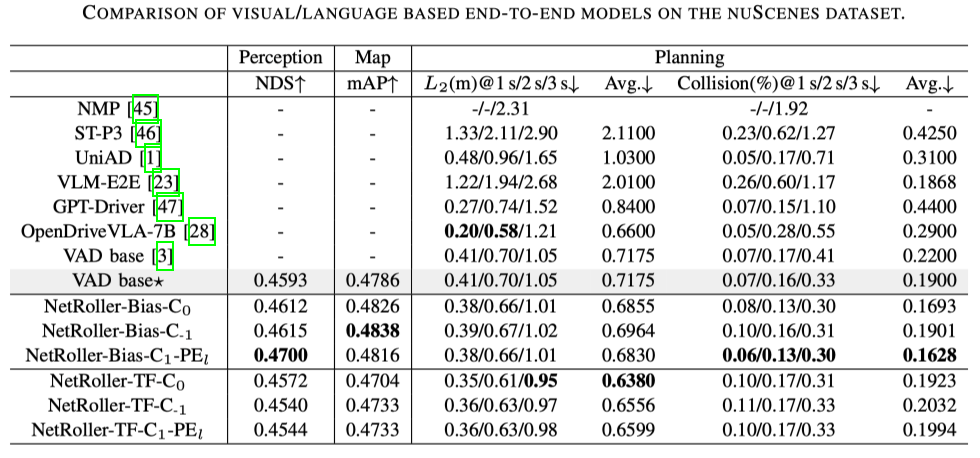 COMPARISON OF VISUAL/LANGUAGE BASED END-TO-END MODELS ON THE NUSCENES DATASET.
Perception Map Planning
NDS↑ mAP↑ L2(m)@1 s/2 s/3 s↓ Avg.↓ Collision(%)@1 s/2 s/3 s↓ Avg.↓
NMP [45] - - -/-/2.31 -/-/1.92 -
ST-P3 [46] - - 1.33/2.11/2.90 2.1100 0.23/0.62/1.27 0.4250
UniAD [1] - - 0.48/0.96/1.65 1.0300 0.05/0.17/0.71 0.3100
VLM-E2E [23] - - 1.22/1.94/2.68 2.0100 0.26/0.60/1.17 0.1868
GPT-Driver [47] - - 0.27/0.74/1.52 0.8400 0.07/0.15/1.10 0.4400
OpenDriveVLA-7B [28] - - 0.20/0.58/1.21 0.6600 0.05/0.28/0.55 0.2900
VAD base [3] - - 0.41/0.70/1.05 0.7175 0.07/0.17/0.41 0.2200
VAD base⋆ 0.4593 0.4786 0.41/0.70/1.05 0.7175 0.07/0.16/0.33 0.1900
NetRoller-Bias-C0 0.4612 0.4826 0.38/0.66/1.01 0.6855 0.08/0.13/0.30 0.1693
NetRoller-Bias-C-1 0.4615 0.4838 0.39/0.67/1.02 0.6964 0.10/0.16/0.31 0.1901
NetRoller-Bias-C1-PEl 0.4700 0.4816 0.38/0.66/1.01 0.6830 0.06/0.13/0.30 0.1628
NetRoller-TF-C0 0.4572 0.4704 0.35/0.61/0.95 0.6380 0.10/0.17/0.31 0.1923
NetRoller-TF-C-1 0.4540 0.4733 0.36/0.63/0.97 0.6556 0.11/0.17/0.33 0.2032
NetRoller-TF-C1-PEl 0.4544 0.4733 0.36/0.63/0.98 0.6599 0.10/0.17/0.33 0.1994